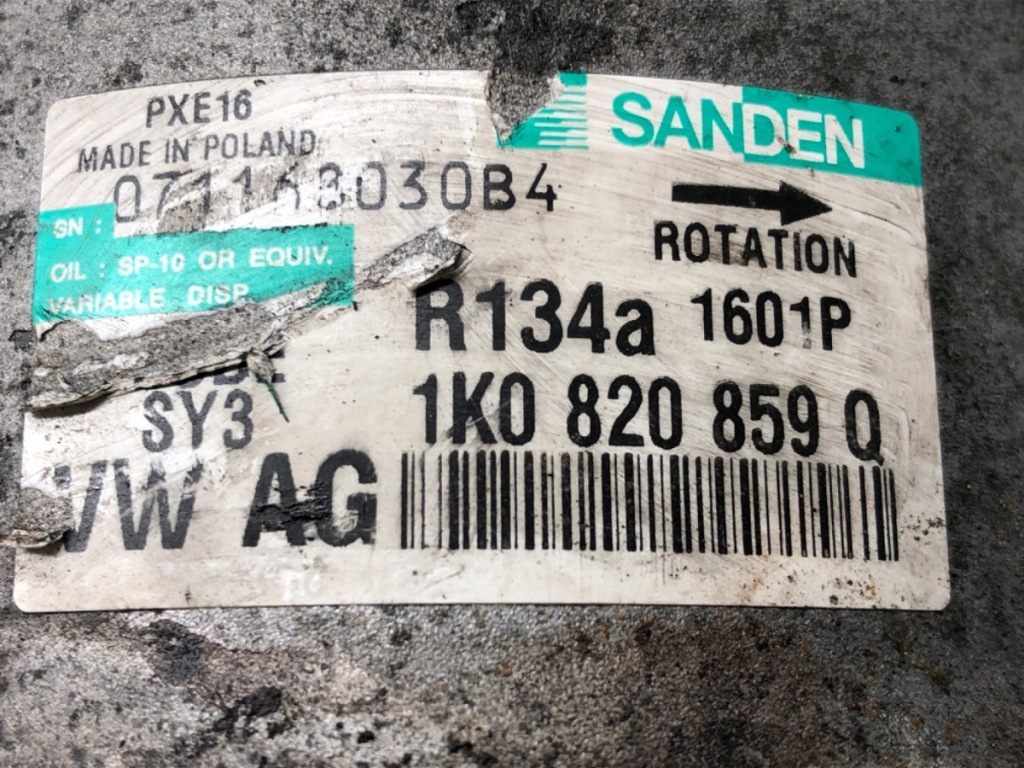 PXE16
MADE IN POLAND
SANDEN
SN :
OIL : SP-10 OR EQUIV.
VARIABLE DISP
ROTATION
R134a 1601P
SY3
1K0 820 859 Q
VW AG